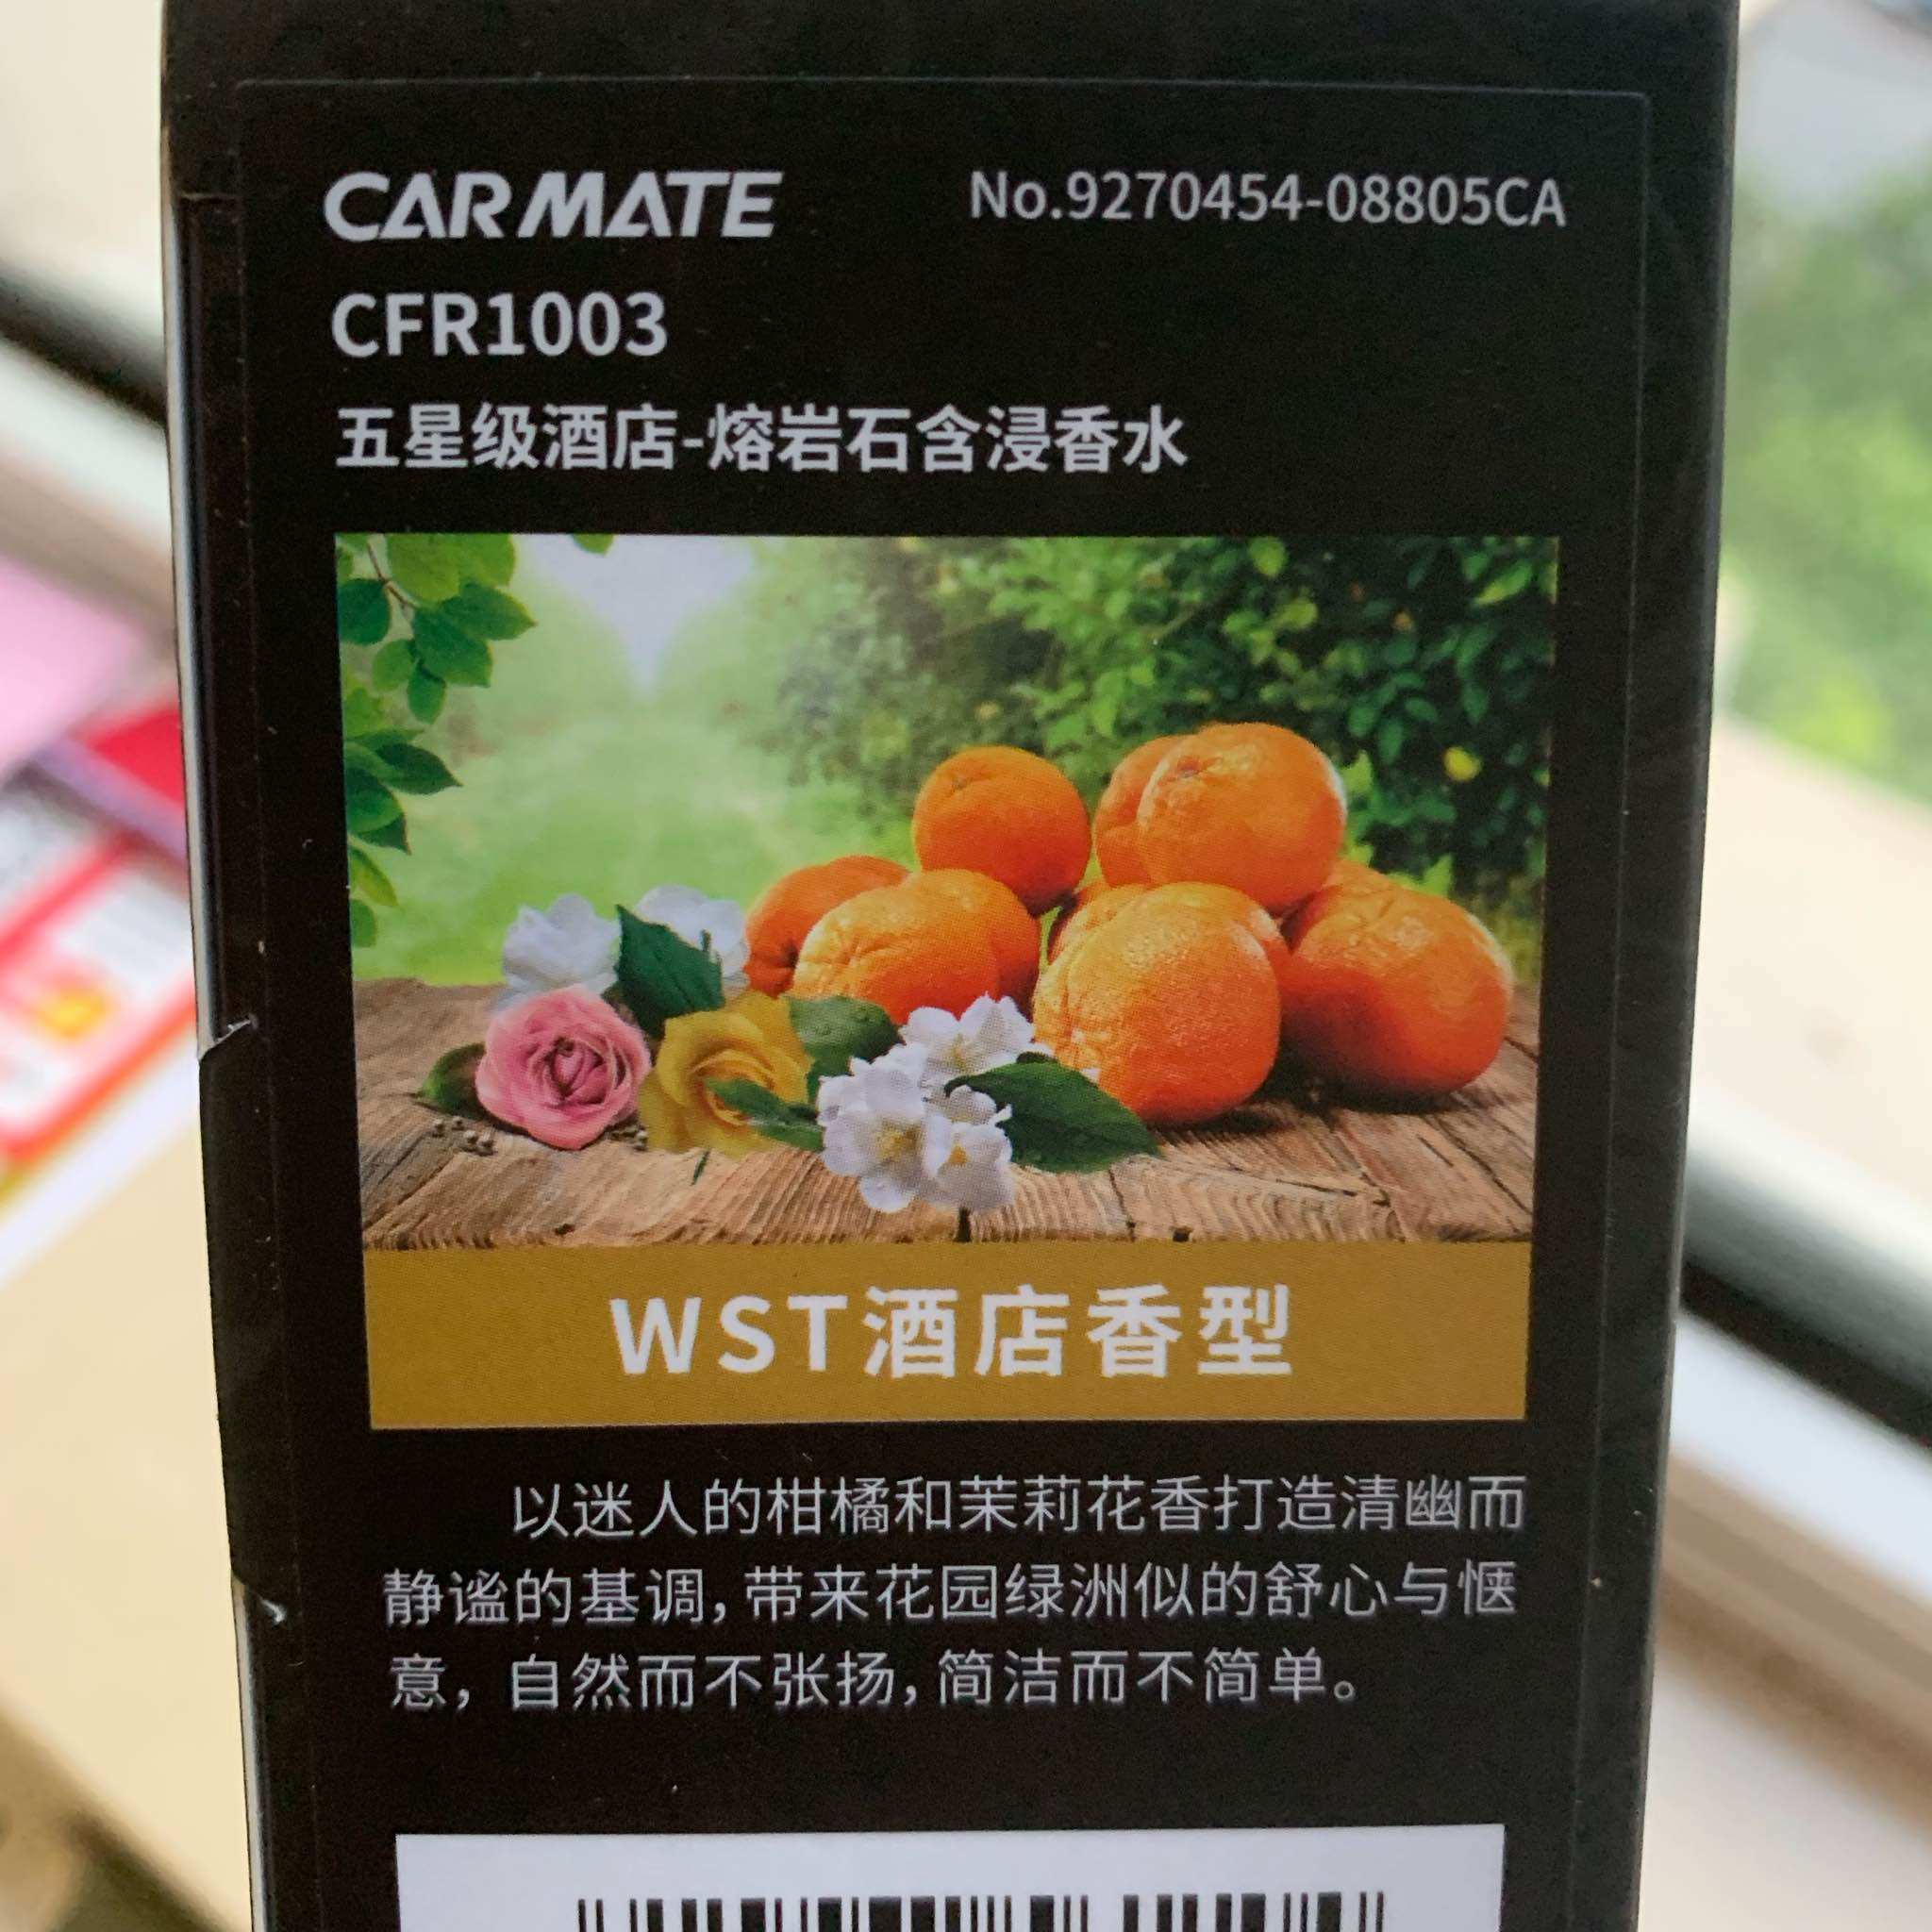 CARMATE No.9270454-08805CA
CFR1003
五星级酒店-熔岩石含浸香水
WST酒店香型
以迷人的柑橘和茉莉花香打造清幽而
静谧的基调,带来花园绿洲似的舒心与惬
意，自然而不张扬,简洁而不简单。